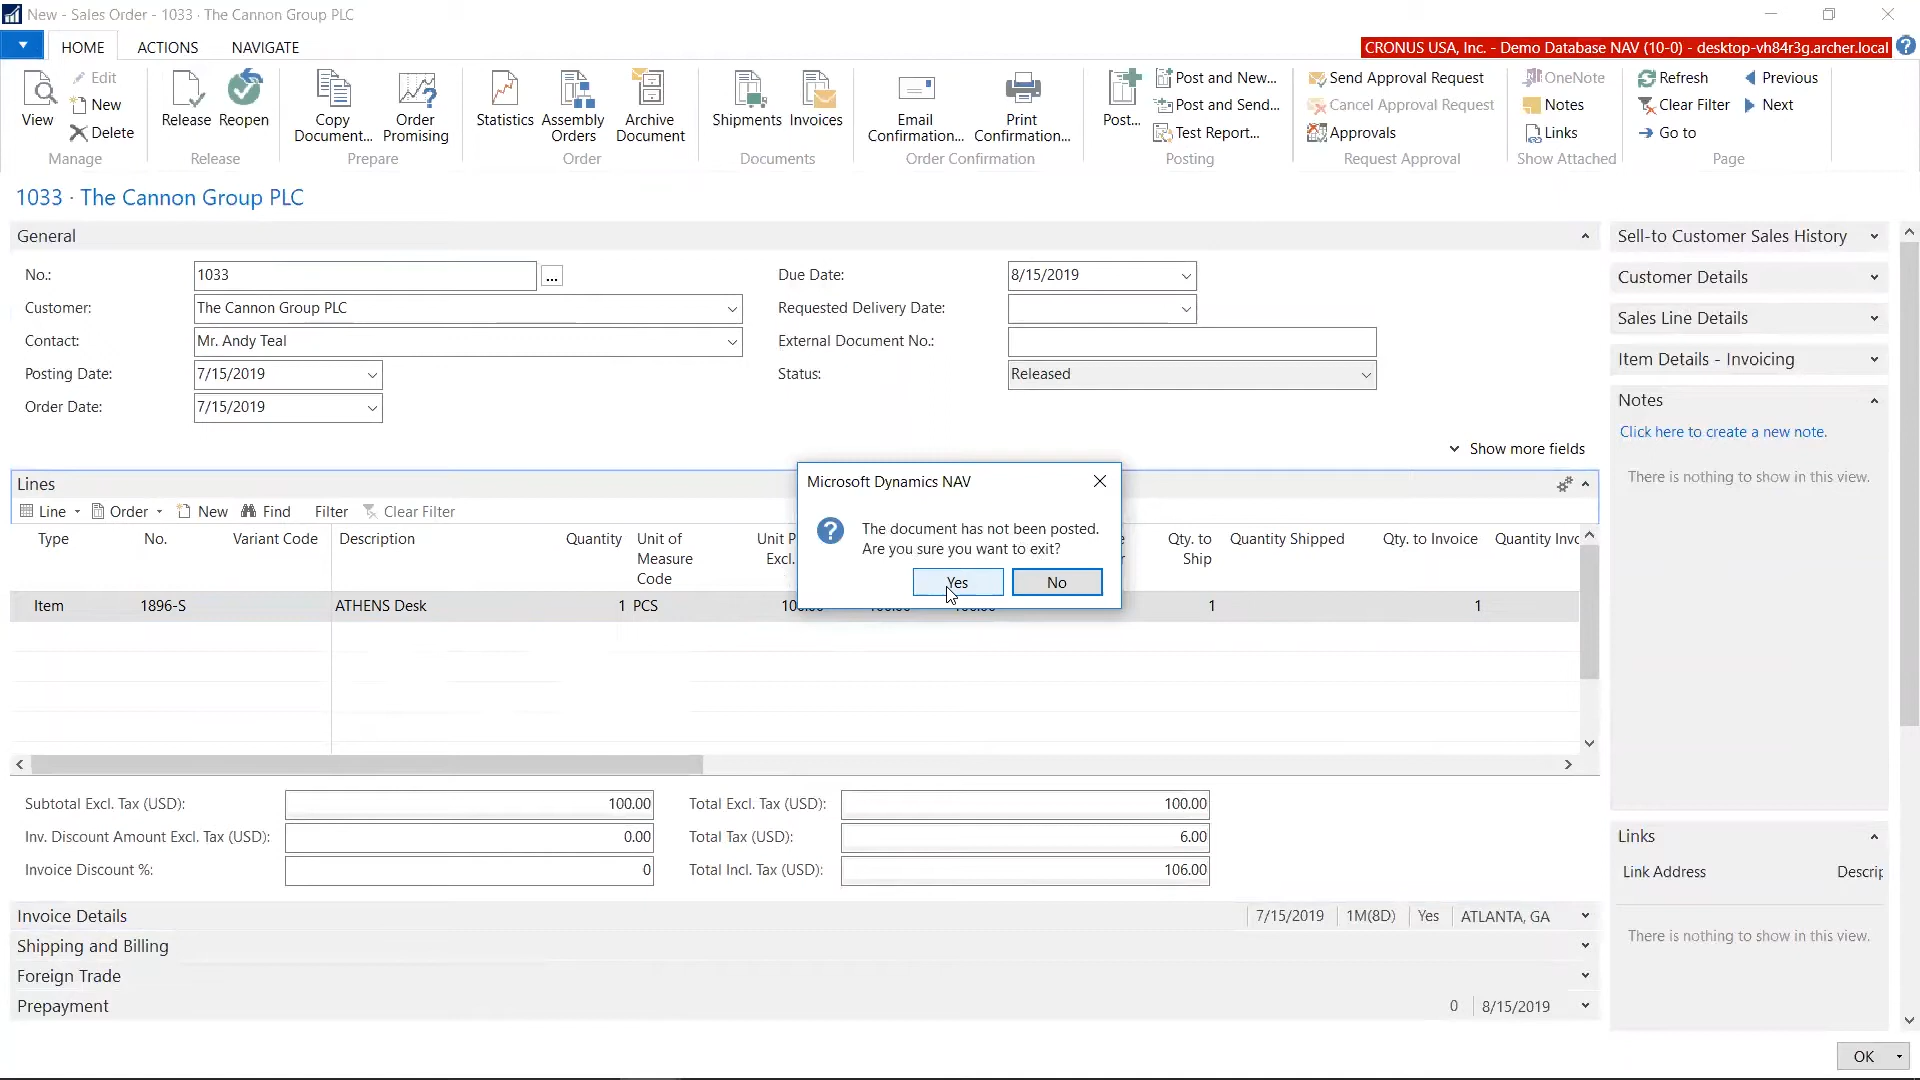 New - Sales Order - 1033 · The Cannon Group PLC
HOME ACTIONS NAVIGATE
CRONUS USA, Inc. - Demo Database NAV (10-0) - desktop-vh84r3g.archer.local
View
Edit
New
Delete
Manage
Release
Reopen
Release
Copy Document...
Order Promising
Prepare
Statistics
Assembly Orders
Archive Document
Order
Shipments
Invoices
Documents
Email Confirmation...
Print Confirmation...
Order Confirmation
Post...
Post and New...
Post and Send...
Test Report...
Posting
Send Approval Request
Cancel Approval Request
Approvals
Request Approval
OneNote
Notes
Links
Show Attached
Refresh
Clear Filter
Go to
Previous
Next
Page
1033 · The Cannon Group PLC
General
No.: 1033 ...
Customer: The Cannon Group PLC
Contact: Mr. Andy Teal
Posting Date: 7/15/2019
Order Date: 7/15/2019
Due Date: 8/15/2019
Requested Delivery Date:
External Document No.:
Status: Released
Show more fields
Lines
Line Order New Find Filter Clear Filter
Type No. Variant Code Description Quantity Unit of Measure Code Unit P Excl. Qty. to Ship Quantity Shipped Qty. to Invoice Quantity Invo
Item 1896-S ATHENS Desk 1 PCS 1 1
Microsoft Dynamics NAV
The document has not been posted.
Are you sure you want to exit?
Yes No
Subtotal Excl. Tax (USD): 100.00
Inv. Discount Amount Excl. Tax (USD): 0.00
Invoice Discount %: 0
Total Excl. Tax (USD): 100.00
Total Tax (USD): 6.00
Total Incl. Tax (USD): 106.00
Invoice Details 7/15/2019 1M(8D) Yes ATLANTA, GA
Shipping and Billing
Foreign Trade
Prepayment 0 8/15/2019
Sell-to Customer Sales History
Customer Details
Sales Line Details
Item Details - Invoicing
Notes
Click here to create a new note.
There is nothing to show in this view.
Links
Link Address Descrip
There is nothing to show in this view.
OK